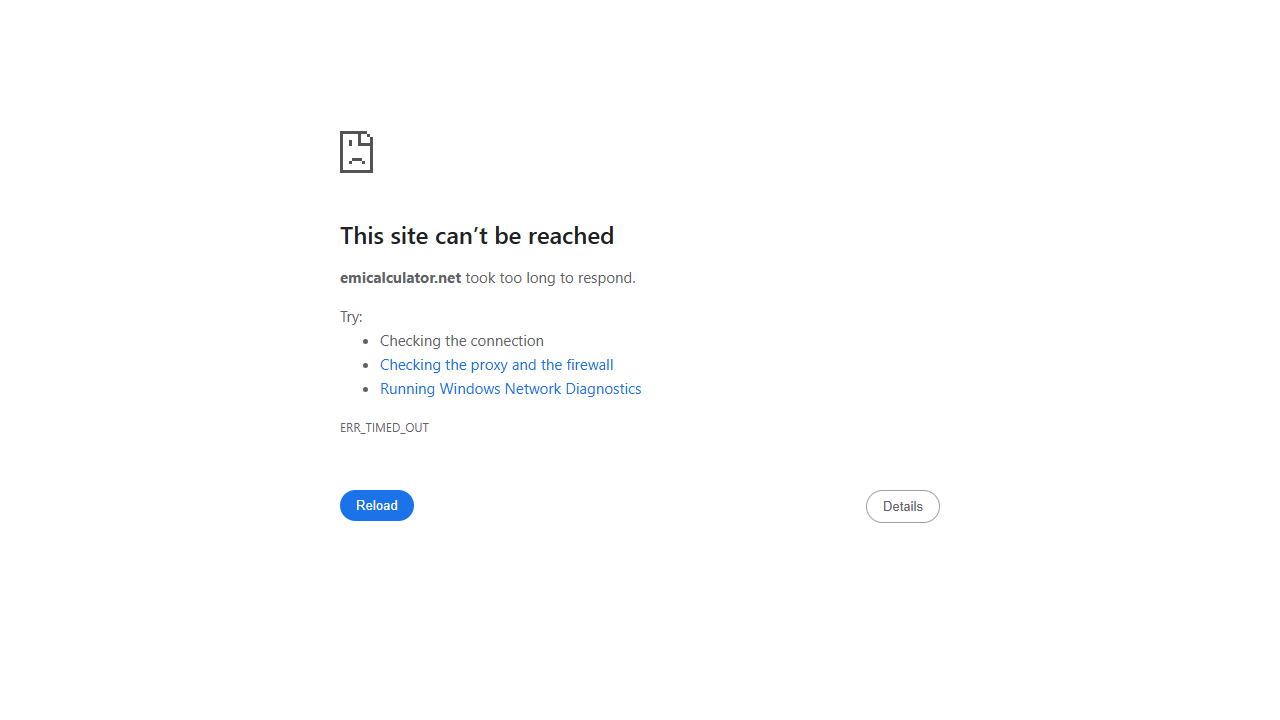 This site can’t be reached
emicalculator.net took too long to respond.
Try:
Checking the connection
Checking the proxy and the firewall
Running Windows Network Diagnostics
ERR_TIMED_OUT
Reload
Details